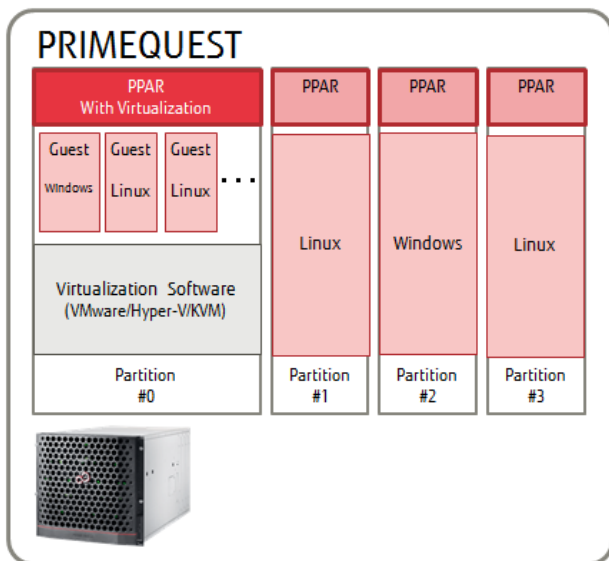 PRIMEQUEST
PPAR
With Virtualization
PPAR
PPAR
PPAR
Guest
Windows
Guest
Linux
Guest
Linux
...
Linux
Windows
Linux
Virtualization Software
(VMware/Hyper-V/KVM)
Partition
#0
Partition
#1
Partition
#2
Partition
#3